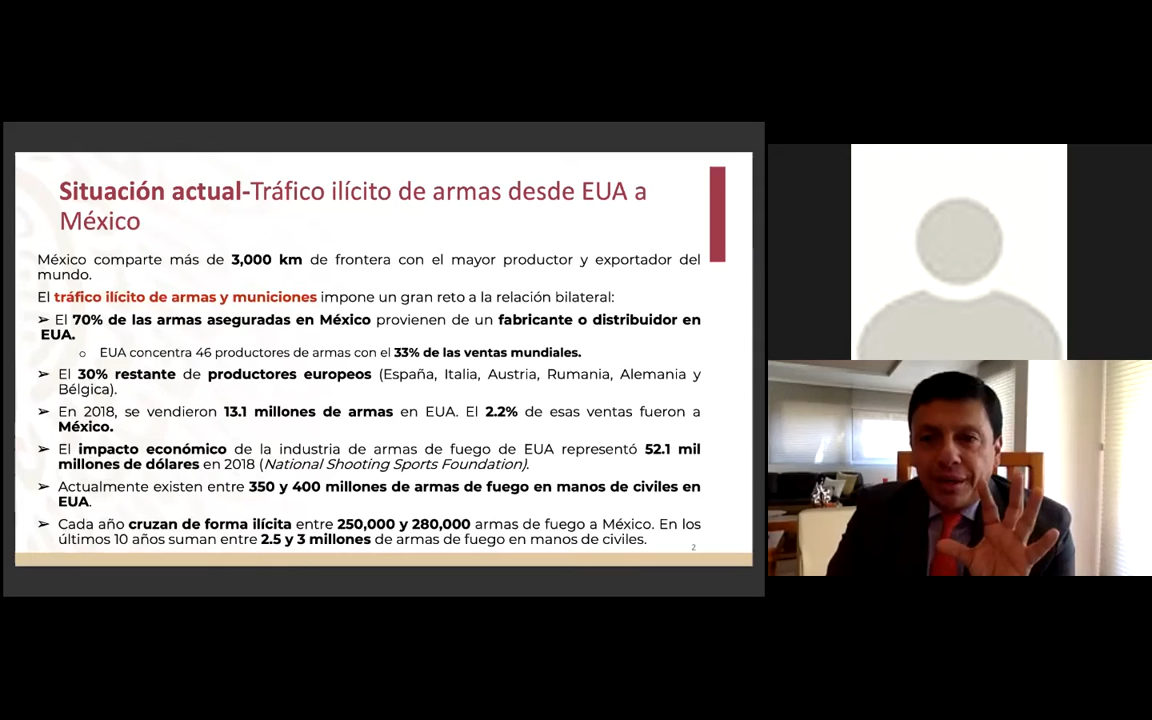 Situación actual-Tráfico ilícito de armas desde EUA a
México
México comparte más de 3,000 km de frontera con el mayor productor y exportador del
mundo.
El tráfico ilícito de armas y municiones impone un gran reto a la relación bilateral:
➢ El 70% de las armas aseguradas en México provienen de un fabricante o distribuidor en
EUA.
o EUA concentra 46 productores de armas con el 33% de las ventas mundiales.
➢ El 30% restante de productores europeos (España, Italia, Austria, Rumania, Alemania y
Bélgica).
➢ En 2018, se vendieron 13.1 millones de armas en EUA. El 2.2% de esas ventas fueron a
México.
➢ El impacto económico de la industria de armas de fuego de EUA representó 52.1 mil
millones de dólares en 2018 (National Shooting Sports Foundation).
➢ Actualmente existen entre 350 y 400 millones de armas de fuego en manos de civiles en
EUA.
➢ Cada año cruzan de forma ilícita entre 250,000 y 280,000 armas de fuego a México. En los
últimos 10 años suman entre 2.5 y 3 millones de armas de fuego en manos de civiles.
2